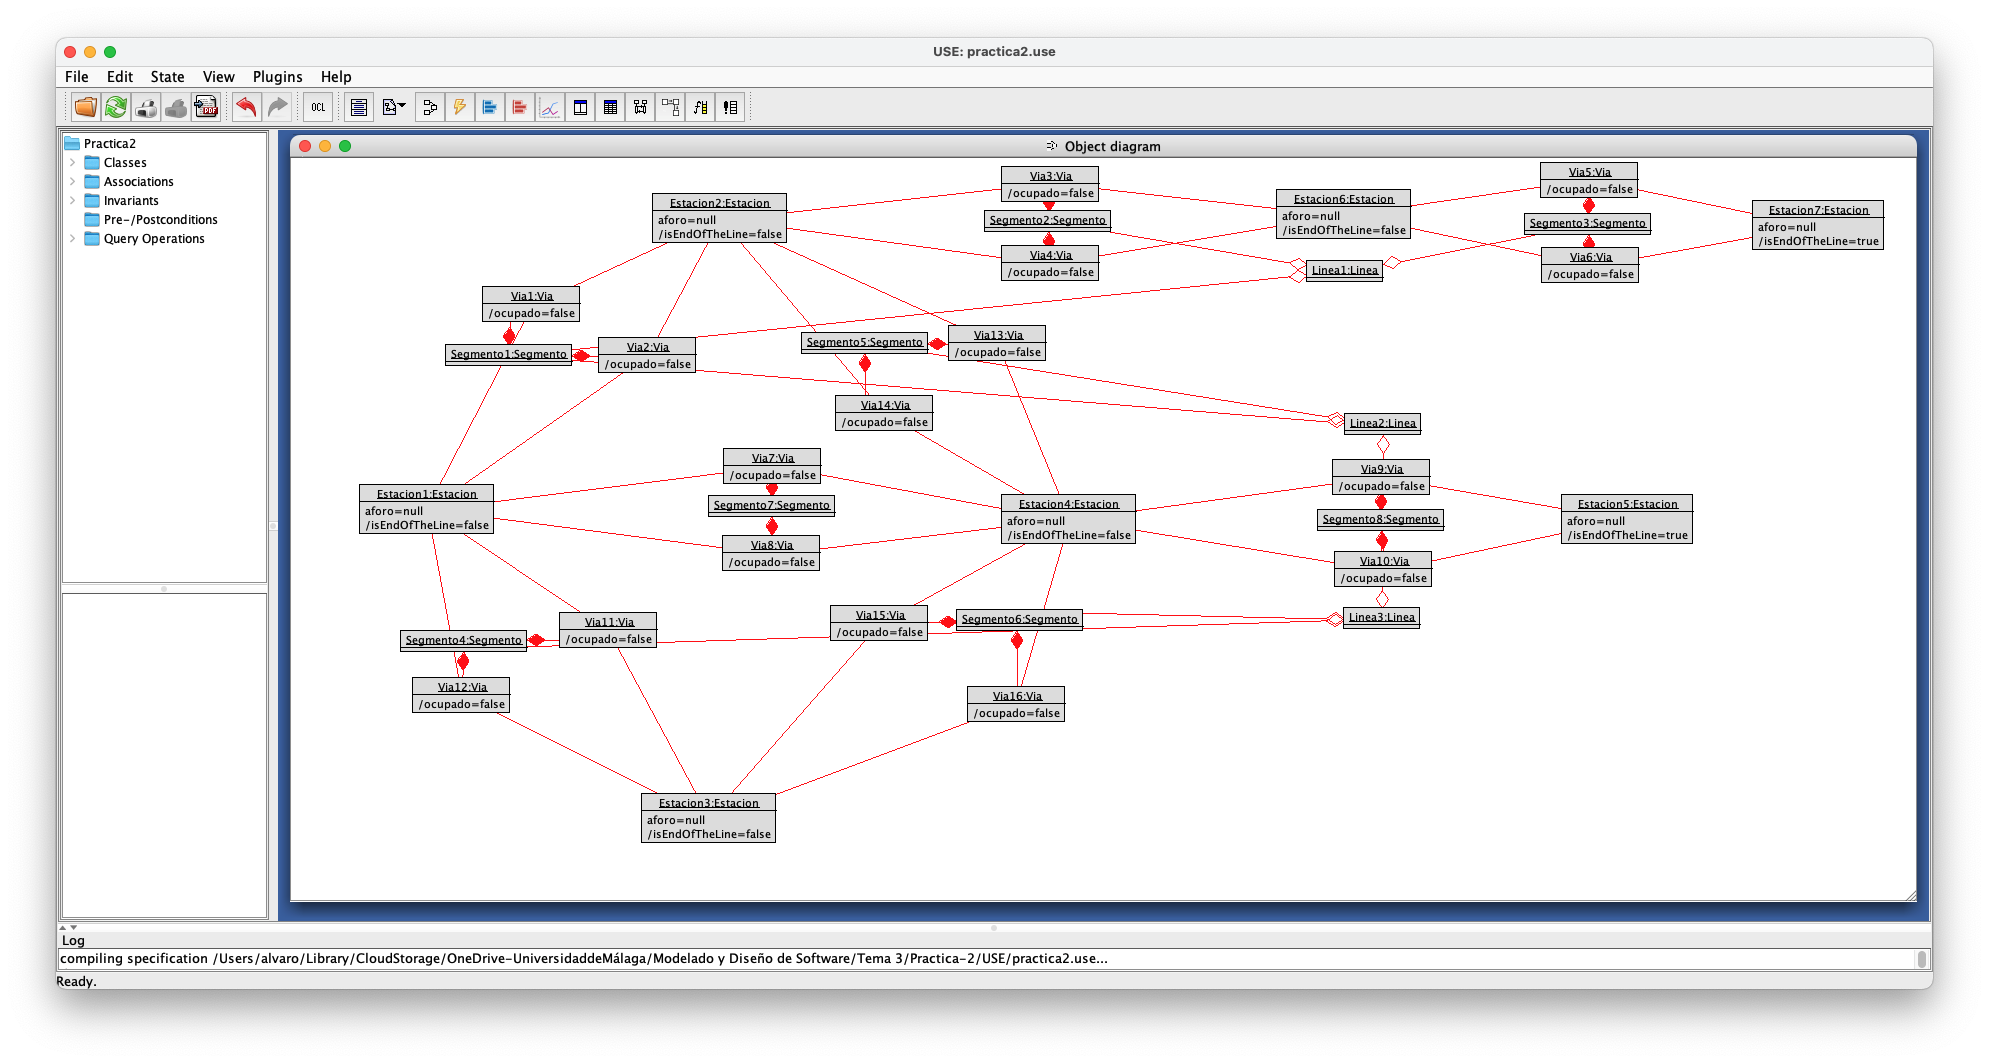 USE: practica2.use
File Edit State View Plugins Help
PDF OCL
Practica2
Classes
Associations
Invariants
Pre-/Postconditions
Query Operations
Object diagram
Estacion2:Estacion
aforo=null
/isEndOfTheLine=false
Via3:Via
/ocupado=false
Segmento2:Segmento
Via4:Via
/ocupado=false
Estacion6:Estacion
aforo=null
/isEndOfTheLine=false
Via5:Via
/ocupado=false
Segmento3:Segmento
Via6:Via
/ocupado=false
Estacion7:Estacion
aforo=null
/isEndOfTheLine=true
Linea1:Linea
Via1:Via
/ocupado=false
Segmento1:Segmento
Via2:Via
/ocupado=false
Segmento5:Segmento
Via13:Via
/ocupado=false
Via14:Via
/ocupado=false
Linea2:Linea
Via7:Via
/ocupado=false
Segmento7:Segmento
Via8:Via
/ocupado=false
Estacion1:Estacion
aforo=null
/isEndOfTheLine=false
Estacion4:Estacion
aforo=null
/isEndOfTheLine=false
Via9:Via
/ocupado=false
Segmento8:Segmento
Via10:Via
/ocupado=false
Estacion5:Estacion
aforo=null
/isEndOfTheLine=true
Linea3:Linea
Segmento4:Segmento
Via11:Via
/ocupado=false
Via15:Via
/ocupado=false
Segmento6:Segmento
Via12:Via
/ocupado=false
Via16:Via
/ocupado=false
Estacion3:Estacion
aforo=null
/isEndOfTheLine=false
Log
compiling specification /Users/alvaro/Library/CloudStorage/OneDrive-UniversidaddeMálaga/Modelado y Diseño de Software/Tema 3/Practica-2/USE/practica2.use...
Ready.